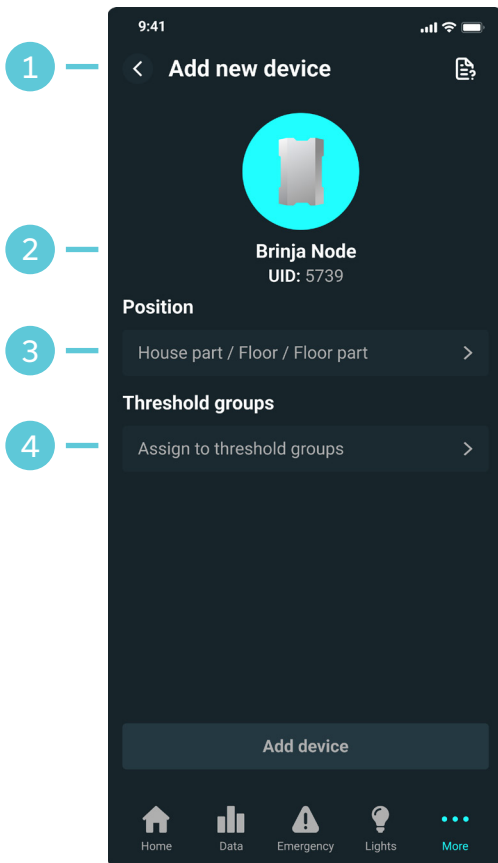 9:41
1
Add new device
2
Brinja Node
UID: 5739
Position
3
House part / Floor / Floor part
Threshold groups
4
Assign to threshold groups
Add device
Home Data Emergency Lights More